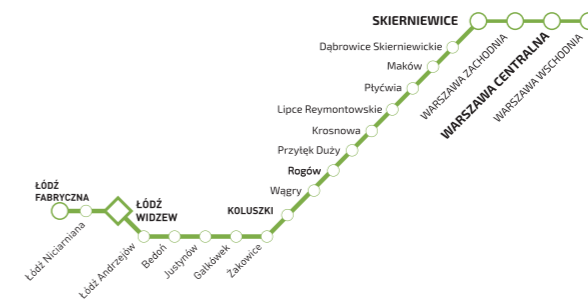 SKIERNIEWICE
Dąbrowice Skierniewickie
Maków
Płyćwia
Lipce Reymontowskie
Krosnowa
Przyłęk Duży
Rogów
Wągry
KOLUSZKI
WARSZAWA ZACHODNIA
WARSZAWA CENTRALNA
WARSZAWA WSCHODNIA
ŁÓDŹ
FABRYCZNA
Łódź Niciarniana
ŁÓDŹ
WIDZEW
Łódź Andrzejów
Bedoń
Justynów
Gałkówek
Żakowice